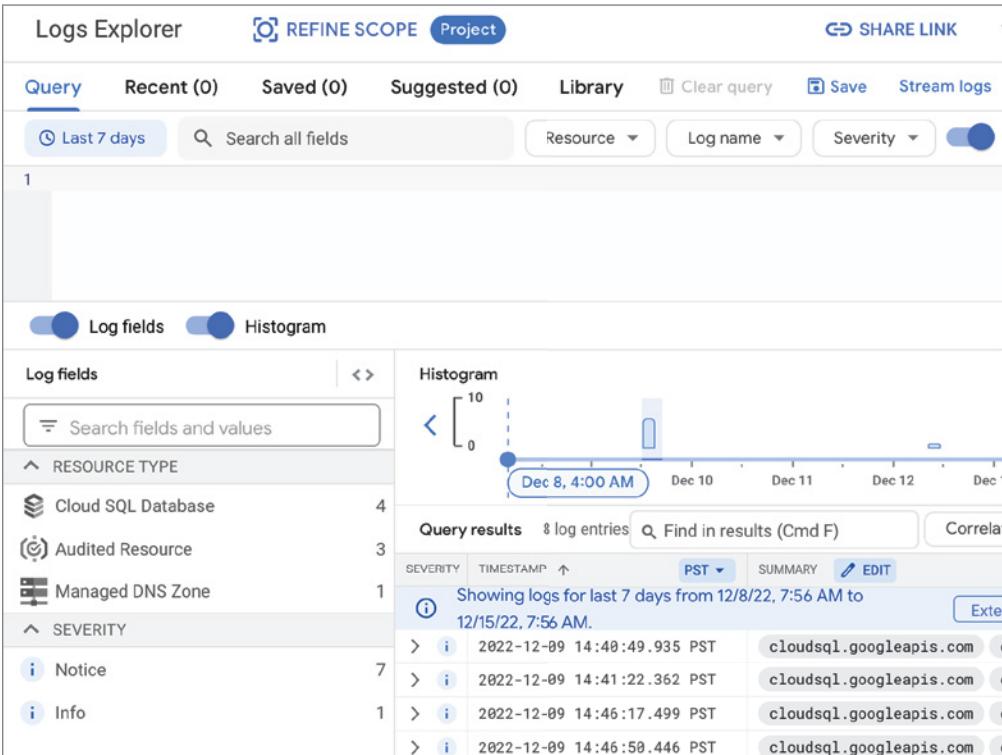 Logs Explorer REFINE SCOPE Project SHARE LINK
Query Recent (0) Saved (0) Suggested (0) Library Clear query Save Stream logs
Last 7 days Search all fields Resource Log name Severity
1
Log fields Histogram
Log fields <>
Search fields and values
RESOURCE TYPE
Cloud SQL Database 4
Audited Resource 3
Managed DNS Zone 1
SEVERITY
Notice 7
Info 1
Histogram
10
0
Dec 8, 4:00 AM Dec 10 Dec 11 Dec 12 Dec
Query results 8 log entries Find in results (Cmd F) Correla
SEVERITY TIMESTAMP PST SUMMARY EDIT
Showing logs for last 7 days from 12/8/22, 7:56 AM to
12/15/22, 7:56 AM.
Exte
2022-12-09 14:40:49.935 PST cloudsql.googleapis.com
2022-12-09 14:41:22.362 PST cloudsql.googleapis.com
2022-12-09 14:46:17.499 PST cloudsql.googleapis.com
2022-12-09 14:46:50.446 PST cloudsql.googleapis.com